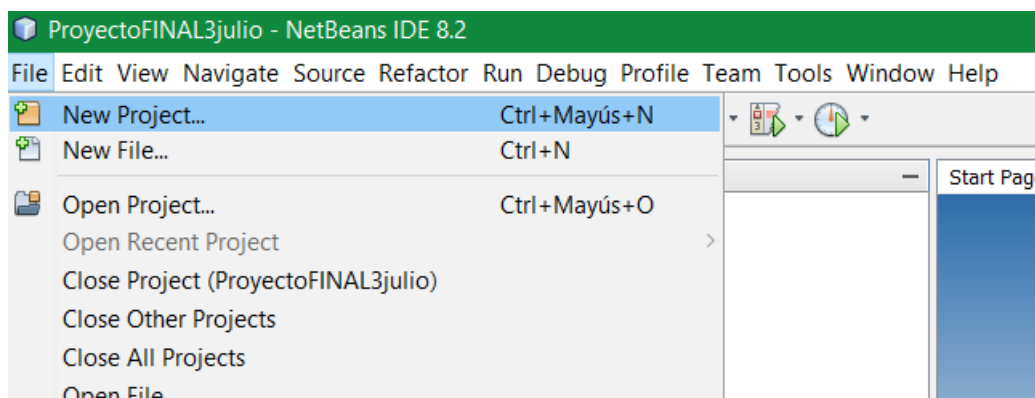 ProyectoFINAL3julio - NetBeans IDE 8.2
File Edit View Navigate Source Refactor Run Debug Profile Team Tools Window Help
New Project... Ctrl+Mayús+N
New File... Ctrl+N
Start Pag
Open Project... Ctrl+Mayús+O
Open Recent Project
Close Project (ProyectoFINAL3julio)
Close Other Projects
Close All Projects
Open File